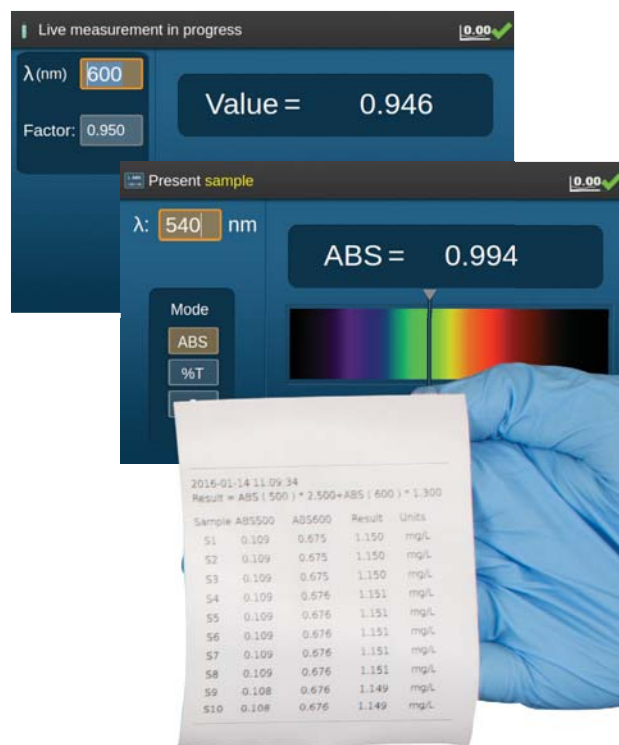 Live measurement in progress
0.00
λ(nm) 600
Value = 0.946
Factor: 0.950
Present sample
0.00
λ: 540 nm
ABS = 0.994
Mode
ABS
%T
2016-01-14 11:09:34
Result = ABS ( 500 ) * 2.500+ABS ( 600 ) * 1.300
Sample ABS500 ABS600 Result Units
S1 0.109 0.675 1.150 mg/L
S2 0.109 0.675 1.150 mg/L
S3 0.109 0.675 1.150 mg/L
S4 0.109 0.676 1.151 mg/L
S5 0.109 0.676 1.151 mg/L
S6 0.109 0.676 1.151 mg/L
S7 0.109 0.676 1.151 mg/L
S8 0.109 0.676 1.151 mg/L
S9 0.108 0.676 1.149 mg/L
S10 0.108 0.676 1.149 mg/L